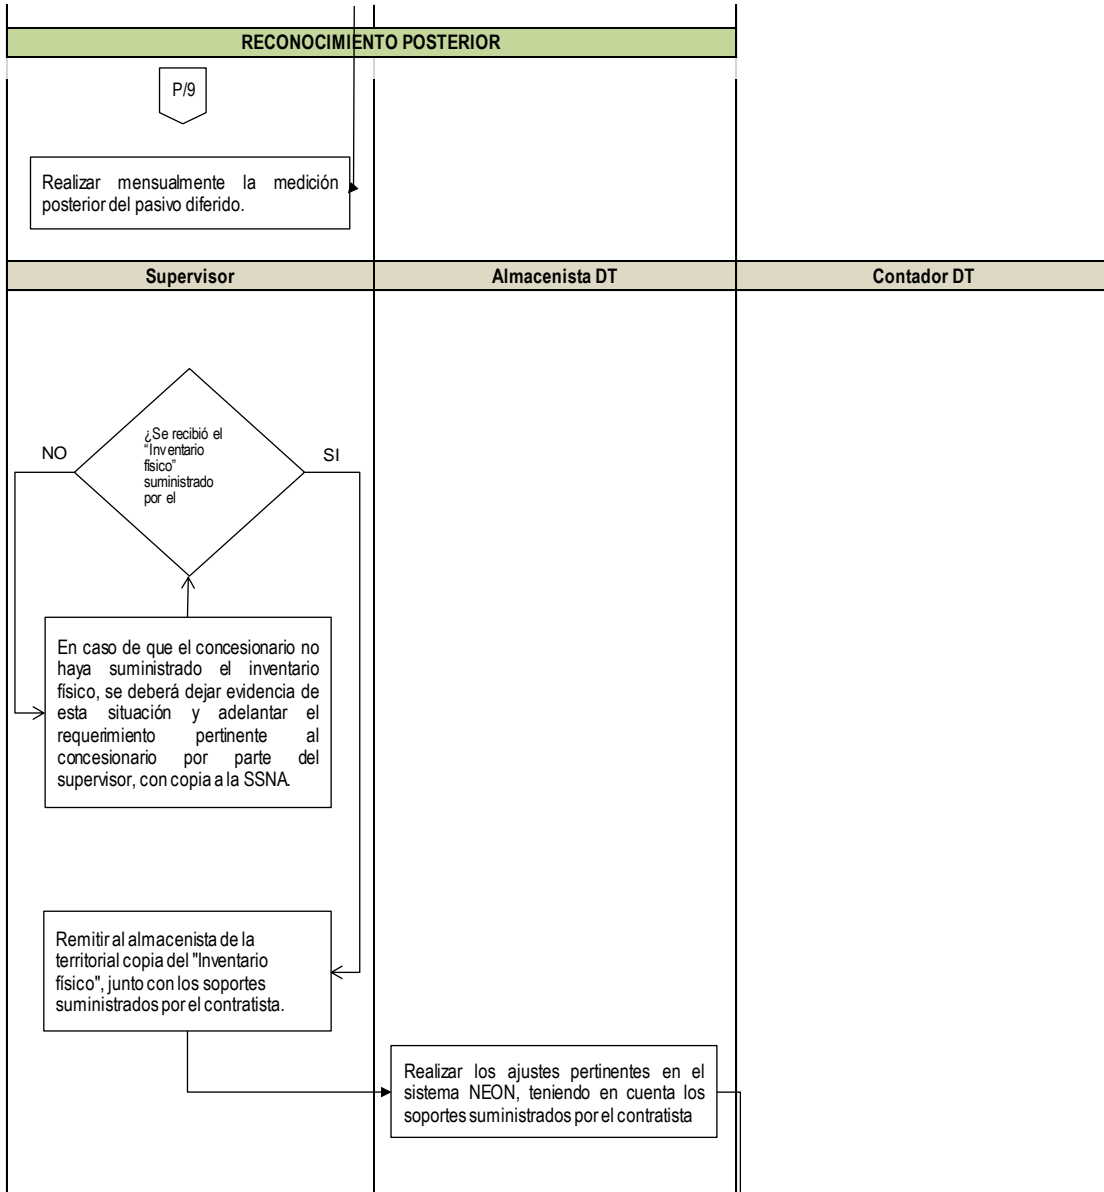 RECONOCIMIENTO POSTERIOR
P/9
Realizar mensualmente la medición
posterior del pasivo diferido.
Supervisor
Almacenista DT
Contador DT
¿Se recibió el
“Inventario
físico”
suministrado
por el
NO
SI
En caso de que el concesionario no
haya suministrado el inventario
físico, se deberá dejar evidencia de
esta situación y adelantar el
requerimiento pertinente al
concesionario por parte del
supervisor, con copia a la SSNA.
Remitir al almacenista de la
territorial copia del "Inventario
físico", junto con los soportes
suministrados por el contratista.
Realizar los ajustes pertinentes en el
sistema NEON, teniendo en cuenta los
soportes suministrados por el contratista